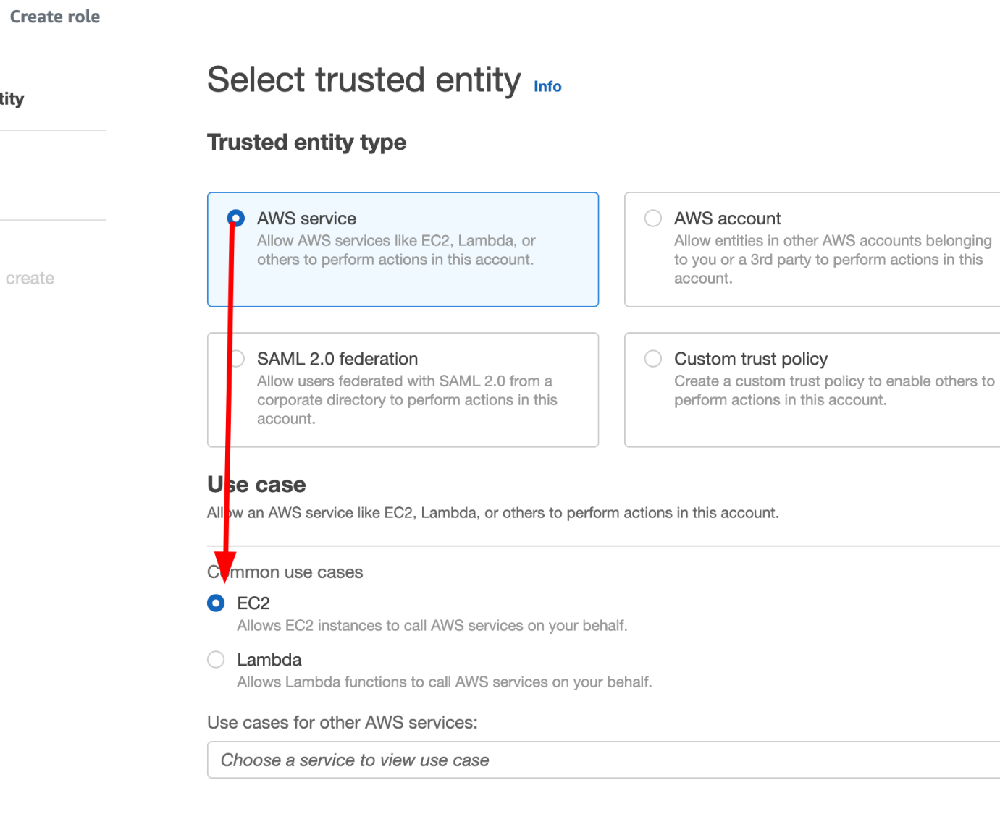 Create role
Select trusted entity Info
tity
Trusted entity type
AWS service
Allow AWS services like EC2, Lambda, or
others to perform actions in this account.
AWS account
Allow entities in other AWS accounts belonging
to you or a 3rd party to perform actions in this
account.
create
SAML 2.0 federation
Allow users federated with SAML 2.0 from a
corporate directory to perform actions in this
account.
Custom trust policy
Create a custom trust policy to enable others to
perform actions in this account.
Use case
Allow an AWS service like EC2, Lambda, or others to perform actions in this account.
Common use cases
EC2
Allows EC2 instances to call AWS services on your behalf.
Lambda
Allows Lambda functions to call AWS services on your behalf.
Use cases for other AWS services:
Choose a service to view use case